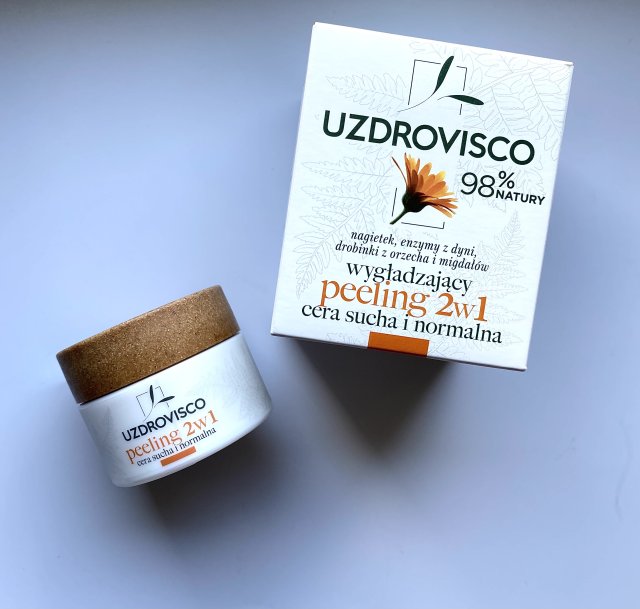 UZDROVISCO
98%
NATURY
nagietek, enzymy z dyni,
drobinki z orzecha i migdałów
wygładzający
peeling 2w1
cera sucha i normalna
UZDROVISCO
peeling 2w1
cera sucha i normalna